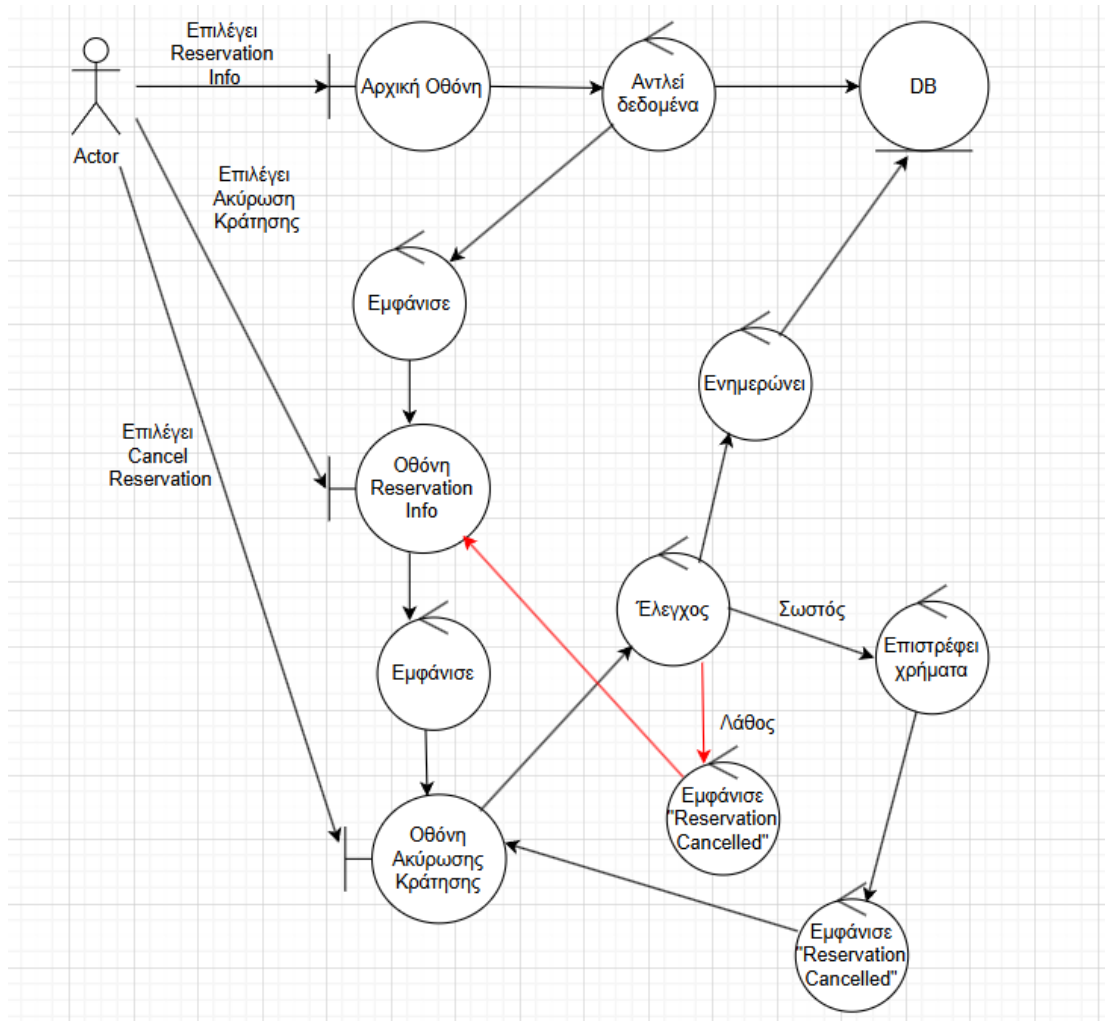 Επιλέγει
Reservation
Info
Αρχική Οθόνη
Αντλεί
δεδομένα
DB
Actor
Επιλέγει
Ακύρωση
Κράτησης
Εμφάνισε
Ενημερώνει
Επιλέγει
Cancel
Reservation
Οθόνη
Reservation
Info
Έλεγχος
Σωστός
Επιστρέφει
χρήματα
Εμφάνισε
Λάθος
Εμφάνισε
"Reservation
Cancelled"
Οθόνη
Ακύρωσης
Κράτησης
Εμφάνισε
"Reservation
Cancelled"